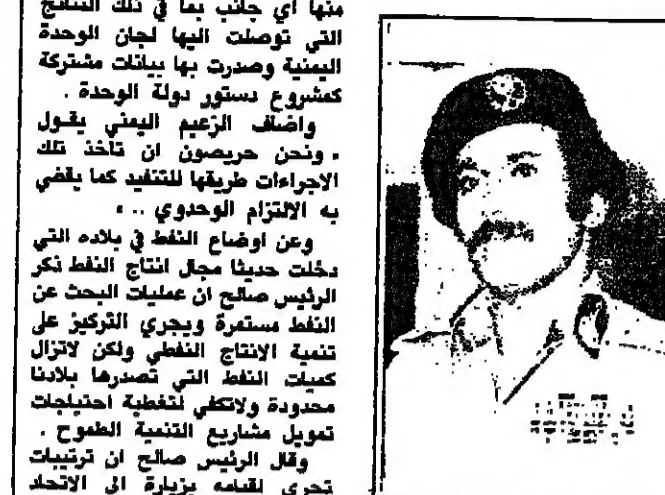 منها اي جانب بما في ذلك النتائج
التي توصلت اليها لجان الوحدة
اليمنية وصدرت بها بيانات مشتركة
كمشروع دستور دولة الوحدة .
واضاف الزعيم اليمني يقول
، ونحن حريصون ان تاخذ تلك
الاجراءات طريقها للتنفيذ كما يقضي
به الالتزام الوحدوي .. ،
وعن اوضاع النفط في بلاده التي
دخلت حديثا مجال انتاج النفط ذكر
الرئيس صالح ان عمليات البحث عن
النفط مستمرة ويجري التركيز على
تنمية الانتاج النفطي ولكن لاتزال
كميات النفط التي تصدرها بلادنا
محدودة ولاتكفي لتغطية احتياجات
تمويل مشاريع التنمية الطموح .
وقال الرئيس صالح ان ترتيبات
تجرى لقيامه بزيارة الى الاتحاد